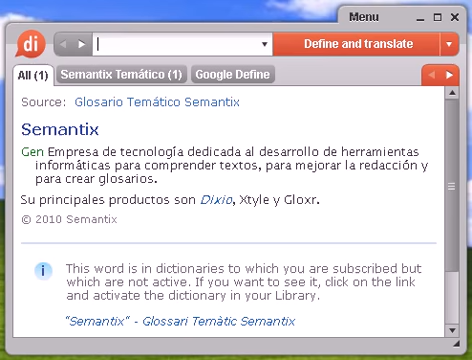 Menu
di
Define and translate
All (1)
Semantix Temático (1)
Google Define
Source: Glosario Temático Semantix
Semantix
Gen Empresa de tecnología dedicada al desarrollo de herramientas
informáticas para comprender textos, para mejorar la redacción y
para crear glosarios.
Su principales productos son Dixio, Xtyle y Gloxr.
© 2010 Semantix
i
This word is in dictionaries to which you are subscribed but
which are not active. If you want to see it, click on the link
and activate the dictionary in your Library.
"Semantix" - Glossari Temàtic Semantix